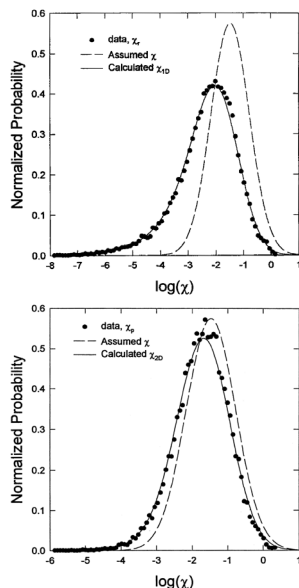 Normalized Probability
0.6
0.5
0.4
0.3
0.2
0.1
0.0
data, χr
Assumed χ
Calculated χ1D
-8 -7 -6 -5 -4 -3 -2 -1 0 1
log(χ)
Normalized Probability
0.6
0.5
0.4
0.3
0.2
0.1
0.0
data, χp
Assumed χ
Calculated χ2D
-6 -5 -4 -3 -2 -1 0 1 2
log(χ)